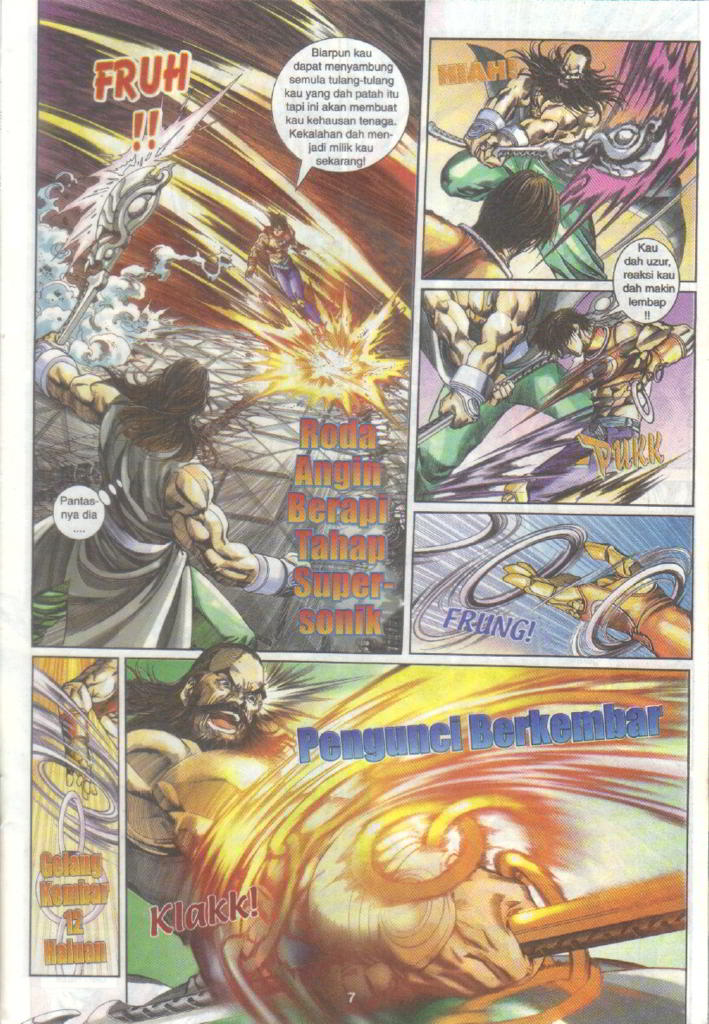 FRUH
!!
Biarpun kau
dapat menyambung
semula tulang-tulang
kau yang dah patah itu
tapi ini akan membuat
kau kehausan tenaga.
Kekalahan dah men-
jadi milik kau
sekarang!
Pantas-
nya dia
....
Roda
Angin
Berapi
Tahap
Super-
sonik
HIAH!
Kau
dah uzur,
reaksi kau
dah makin
lembap
!!
PUKK
FRUNG!
Gelang
Kembar
12
Haluan
Pengunci Berkembar
Klakk!
7